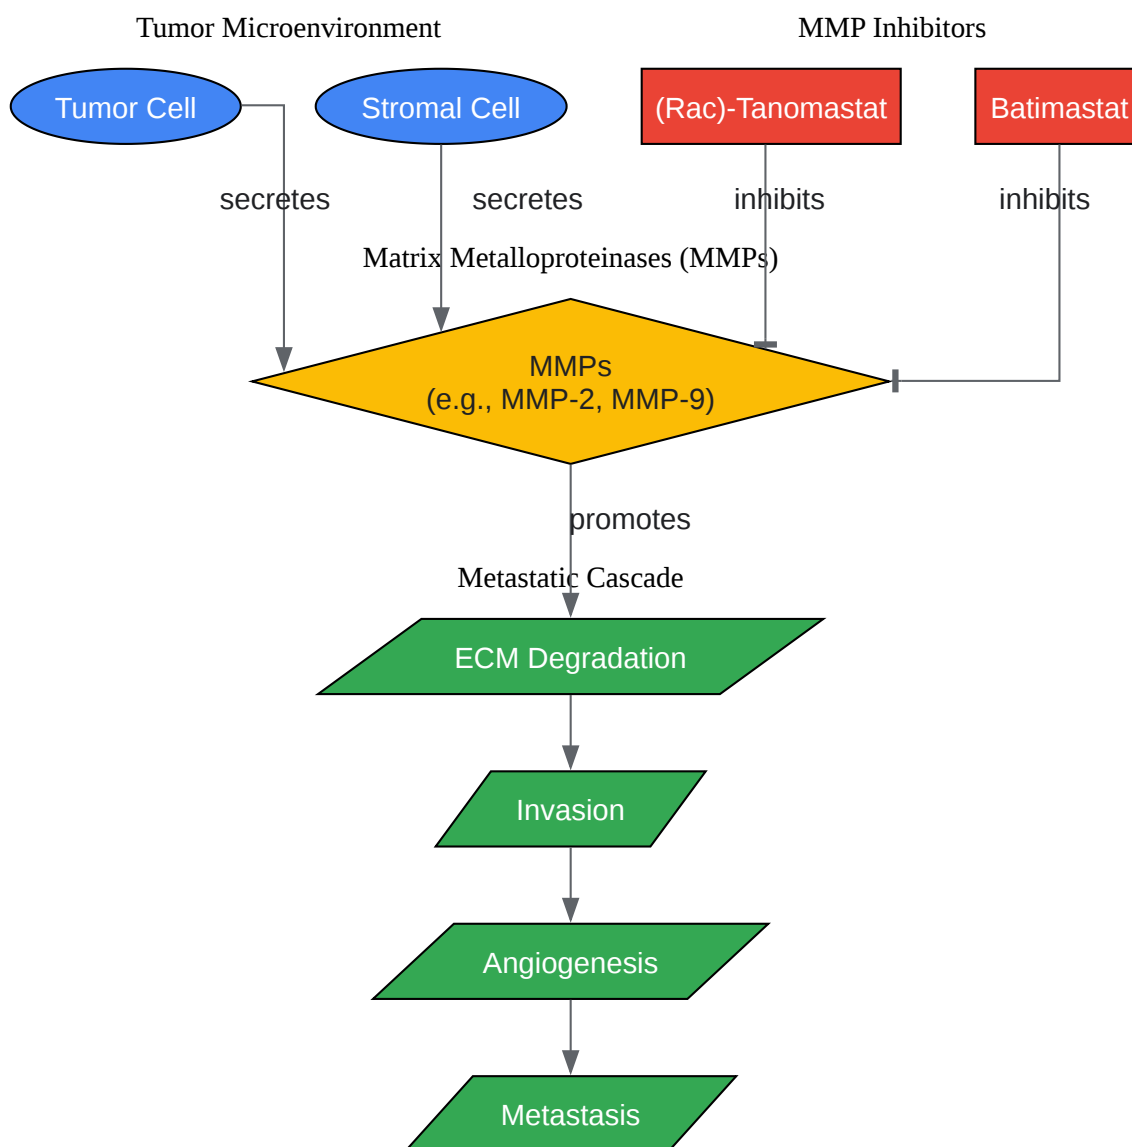 Tumor Microenvironment
MMP Inhibitors
Tumor Cell
Stromal Cell
(Rac)-Tanomastat
Batimastat
secretes
secretes
inhibits
inhibits
Matrix Metalloproteinases (MMPs)
MMPs
(e.g., MMP-2, MMP-9)
promotes
Metastatic Cascade
ECM Degradation
Invasion
Angiogenesis
Metastasis